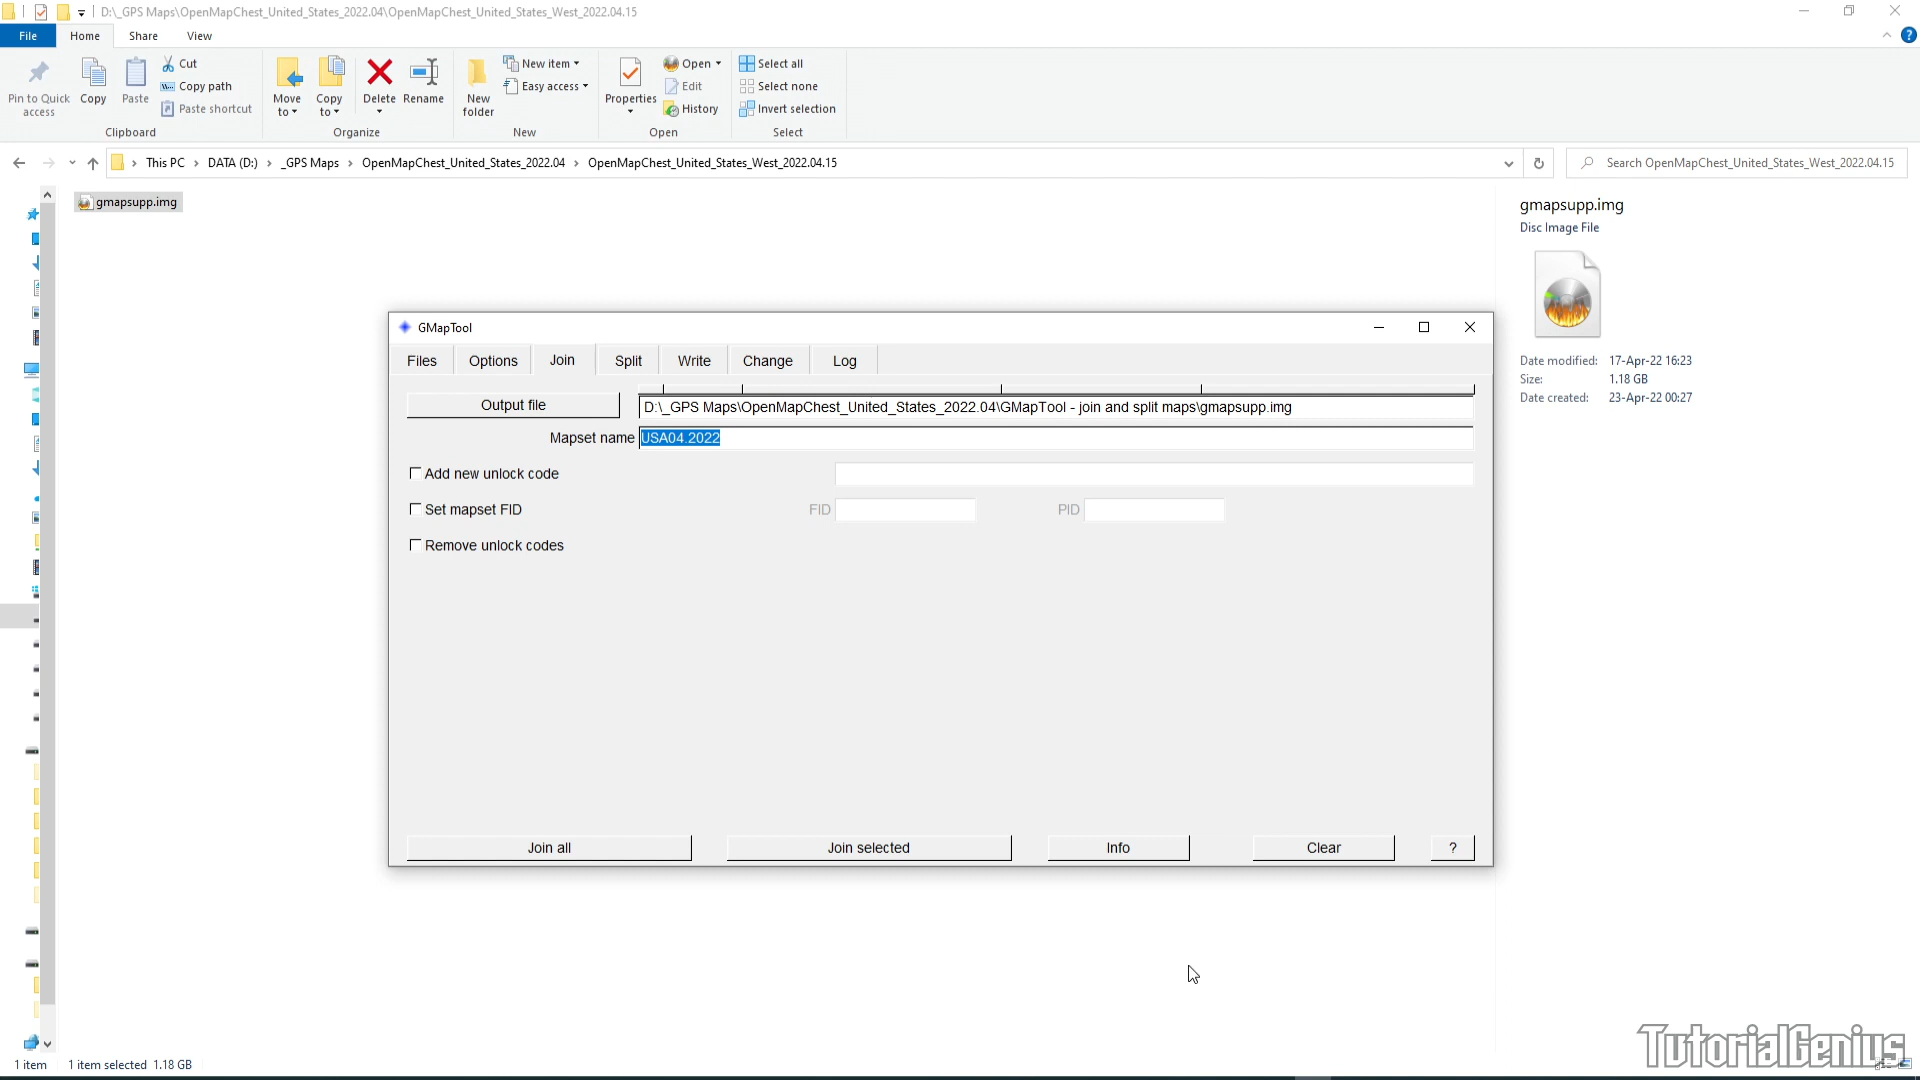 D:\_GPS Maps\OpenMapChest_United_States_2022.04\OpenMapChest_United_States_West_2022.04.15
File Home Share View
Pin to Quick access
Copy
Paste
Cut
Copy path
Paste shortcut
Clipboard
Move to
Copy to
Delete
Rename
Organize
New folder
New item
Easy access
New
Properties
Open
Edit
History
Open
Select all
Select none
Invert selection
Select
This PC > DATA (D:) > _GPS Maps > OpenMapChest_United_States_2022.04 > OpenMapChest_United_States_West_2022.04.15
Search OpenMapChest_United_States_West_2022.04.15
gmapsupp.img
gmapsupp.img
Disc Image File
Date modified: 17-Apr-22 16:23
Size: 1.18 GB
Date created: 23-Apr-22 00:27
GMapTool
Files Options Join Split Write Change Log
Output file D:\_GPS Maps\OpenMapChest_United_States_2022.04\GMapTool - join and split maps\gmapsupp.img
Mapset name USA04.2022
Add new unlock code
Set mapset FID FID PID
Remove unlock codes
Join all Join selected Info Clear ?
1 item 1 item selected 1.18 GB
TutorialGenius